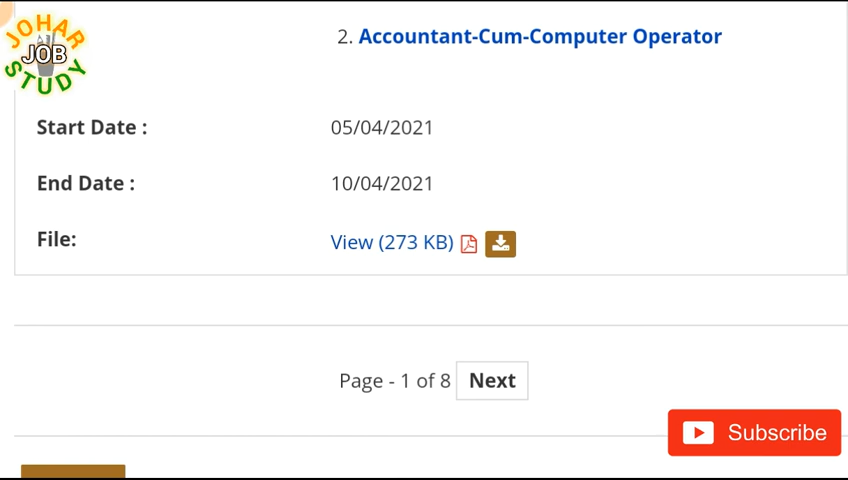 JOHAR
JOB
STUDY
2. Accountant-Cum-Computer Operator
Start Date : 05/04/2021
End Date : 10/04/2021
File: View (273 KB)
Page - 1 of 8 Next
Subscribe